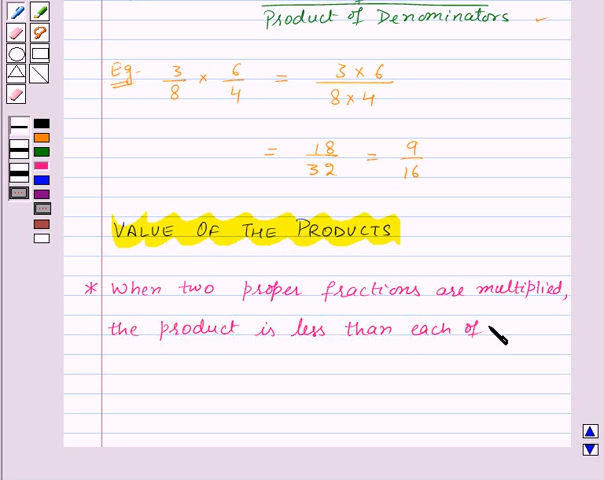 Product of Denominators
Eg. 3/8 × 6/4 = 3 × 6 / 8 × 4
= 18/32 = 9/16
VALUE OF THE PRODUCTS
* When two proper fractions are multiplied,
the product is less than each of